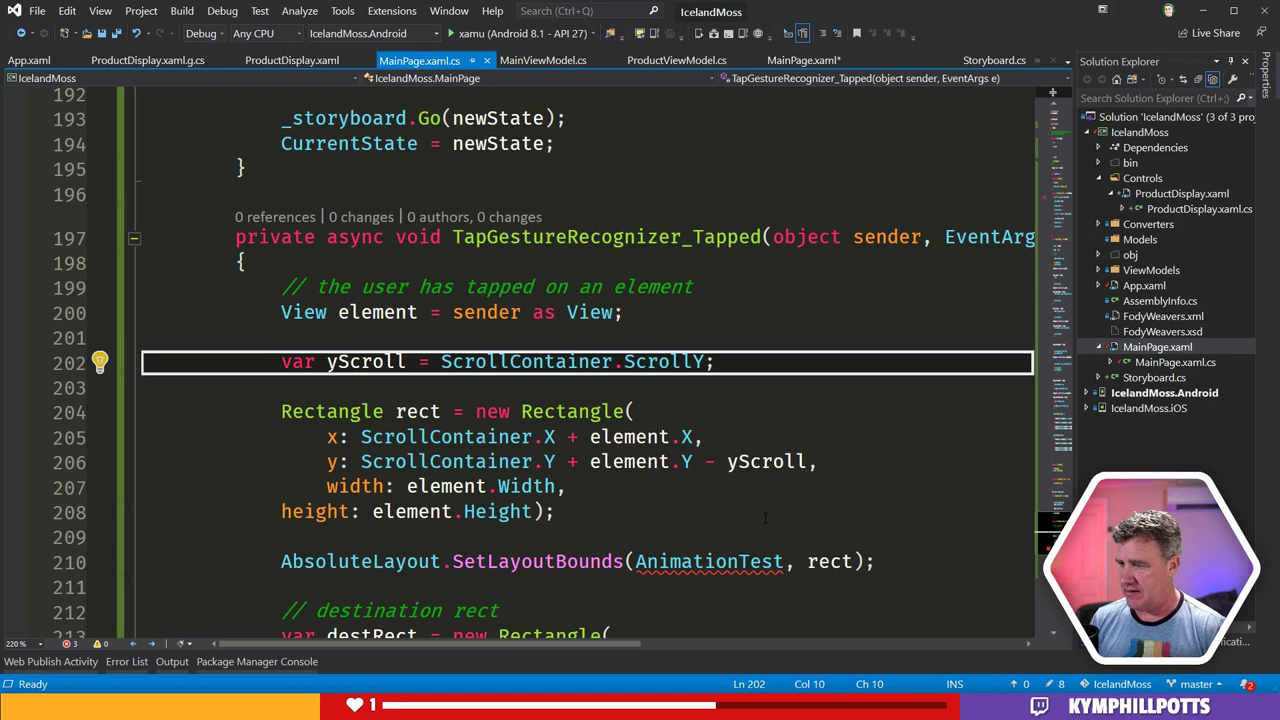 File Edit View Git Project Build Debug Test Analyze Tools Extensions Window Help Search (Ctrl+Q) IcelandMoss
Debug Any CPU IcelandMoss.Android xamu (Android 8.1 - API 27) Live Share
App.xaml ProductDisplay.xaml.g.cs ProductDisplay.xaml MainPage.xaml.cs MainViewModel.cs ProductViewModel.cs MainPage.xaml* Storyboard.cs
IcelandMoss IcelandMoss.MainPage TapGestureRecognizer_Tapped(object sender, EventArgs e)
192
193 _storyboard.Go(newState);
194 CurrentState = newState;
195 }
196
0 references | 0 changes | 0 authors, 0 changes
197 private async void TapGestureRecognizer_Tapped(object sender, EventArg
198 {
199 // the user has tapped on an element
200 View element = sender as View;
201
202 var yScroll = ScrollContainer.ScrollY;
203
204 Rectangle rect = new Rectangle(
205 x: ScrollContainer.X + element.X,
206 y: ScrollContainer.Y + element.Y - yScroll,
207 width: element.Width,
208 height: element.Height);
209
210 AbsoluteLayout.SetLayoutBounds(AnimationTest, rect);
211
212 // destination rect
213 var destRect = new Rectangle(
220 % 3 0
Web Publish Activity Error List Output Package Manager Console
Ready Ln 202 Col 10 Ch 10 INS 0 8 IcelandMoss master 2
Solution Explorer
Search Solution Explorer (Ctrl+;)
Solution 'IcelandMoss' (3 of 3 proj
IcelandMoss
Dependencies
bin
Controls
ProductDisplay.xaml
ProductDisplay.xaml.cs
Converters
Models
obj
ViewModels
App.xaml
AssemblyInfo.cs
FodyWeavers.xml
FodyWeavers.xsd
MainPage.xaml
MainPage.xaml.cs
Storyboard.cs
IcelandMoss.Android
IcelandMoss.iOS
Properties
1
KYMPHILLPOTTS